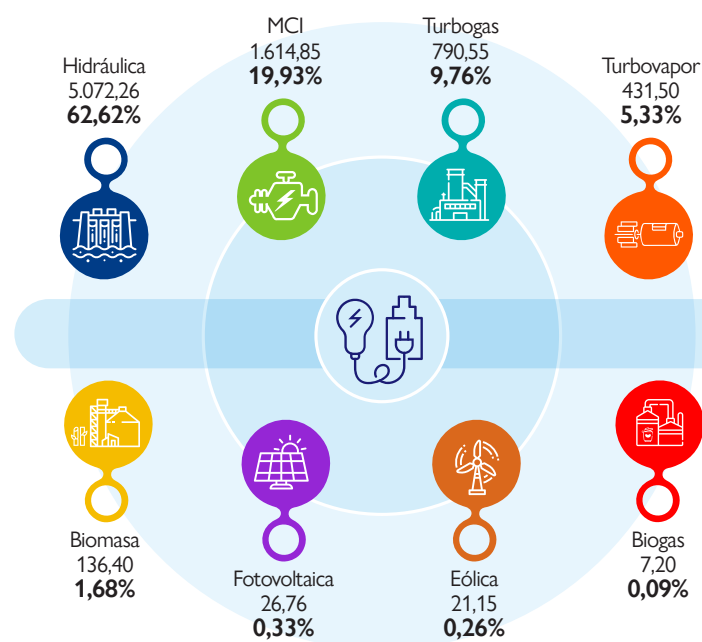 Hidráulica
5.072,26
62,62%
MCI
1.614,85
19,93%
Turbogas
790,55
9,76%
Turbovapor
431,50
5,33%
Biomasa
136,40
1,68%
Fotovoltaica
26,76
0,33%
Eólica
21,15
0,26%
Biogas
7,20
0,09%